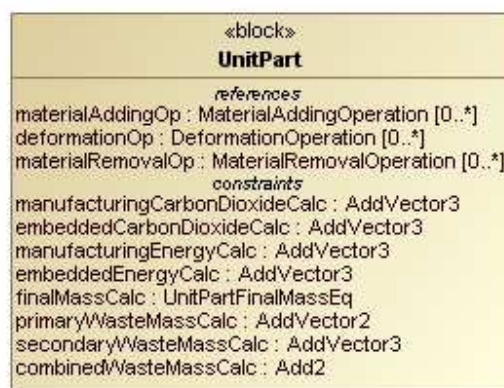 «block»
UnitPart
references
materialAddingOp : MaterialAddingOperation [0..*]
deformationOp : DeformationOperation [0..*]
materialRemovalOp : MaterialRemovalOperation [0..*]
constraints
manufacturingCarbonDioxideCalc : AddVector3
embeddedCarbonDioxideCalc : AddVector3
manufacturingEnergyCalc : AddVector3
embeddedEnergyCalc : AddVector3
finalMassCalc : UnitPartFinalMassEq
primaryWasteMassCalc : AddVector2
secondaryWasteMassCalc : AddVector3
combinedWasteMassCalc : Add2